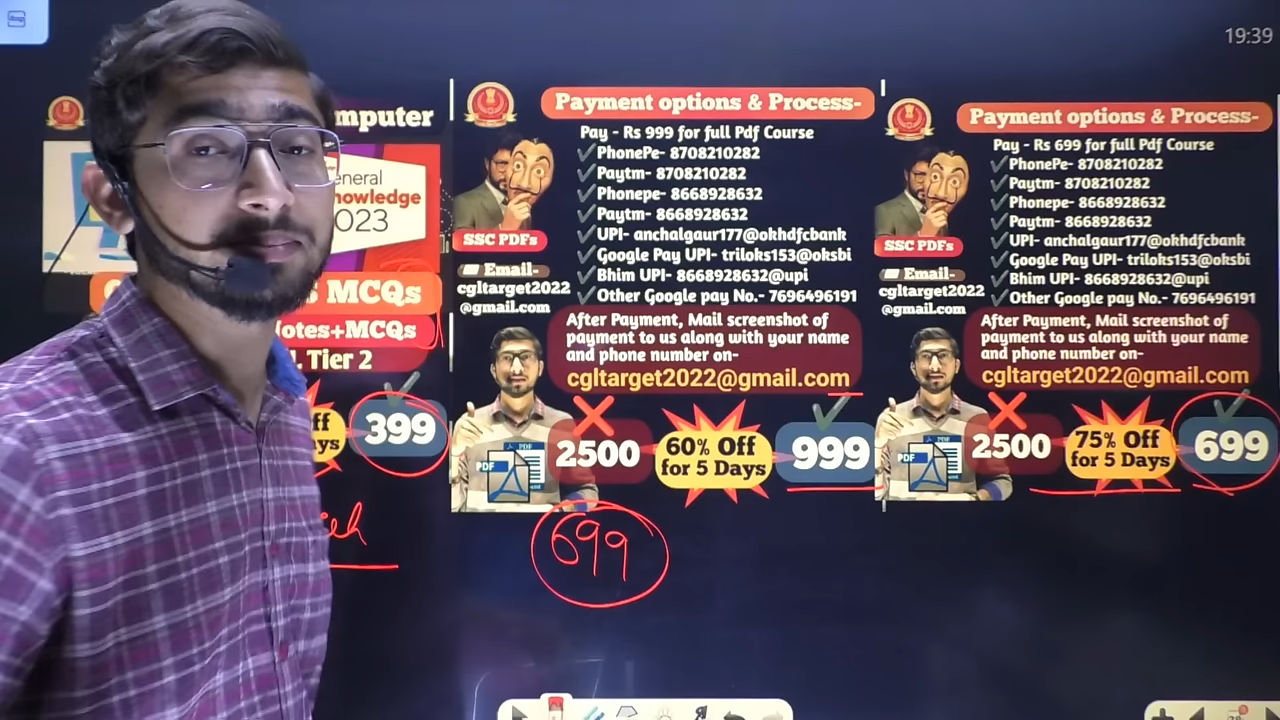 19:39
mputer
eneral
nowledge
023
s MCQs
Notes+MCQs
Tier 2
ff
ys
399
Payment options & Process-
Pay - Rs 999 for full Pdf Course
✓PhonePe- 8708210282
✓Paytm- 8708210282
✓Phonepe- 8668928632
✓Paytm- 8668928632
✓UPI- anchalgaur177@okhdfcbank
✓Google Pay UPI- triloks153@oksbi
✓Bhim UPI- 8668928632@upi
✓Other Google pay No.- 7696496191
SSC PDFs
Email-
cgltarget2022
@gmail.com
After Payment, Mail screenshot of
payment to us along with your name
and phone number on-
cgltarget2022@gmail.com
PDF
PDF
2500
60% Off
for 5 Days
999
699
Payment options & Process-
Pay - Rs 699 for full Pdf Course
✓PhonePe- 8708210282
✓Paytm- 8708210282
✓Phonepe- 8668928632
✓Paytm- 8668928632
✓UPI- anchalgaur177@okhdfcbank
✓Google Pay UPI- triloks153@oksbi
✓Bhim UPI- 8668928632@upi
✓Other Google pay No.- 7696496191
SSC PDFs
Email-
cgltarget2022
@gmail.com
After Payment, Mail screenshot of
payment to us along with your name
and phone number on-
cgltarget2022@gmail.com
PDF
PDF
2500
75% Off
for 5 Days
699